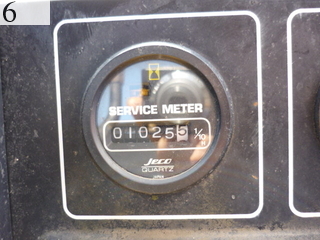 6
SERVICE METER
010255 1/10
h
Jeco
QUARTZ